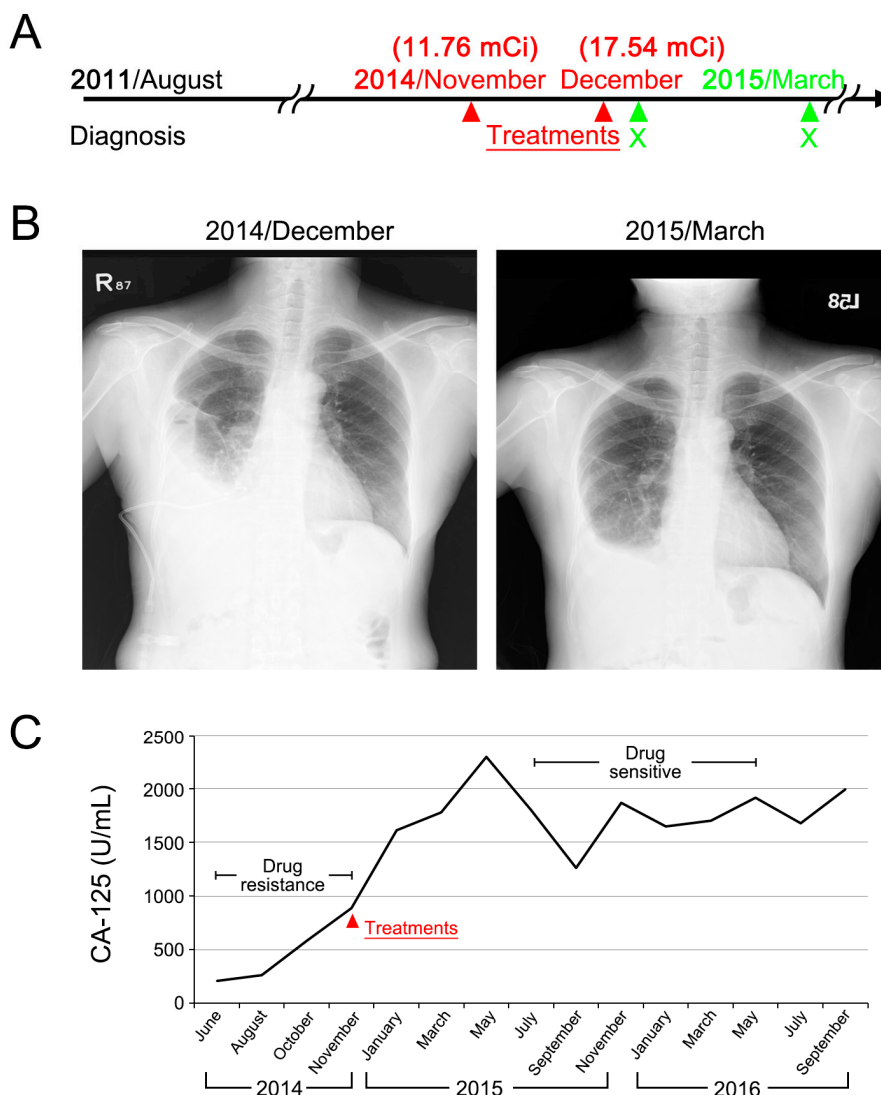 A
(11.76 mCi) (17.54 mCi)
2011/August 2014/November December 2015/March
Diagnosis Treatments X X
B
2014/December 2015/March
R 87
L58
C
CA-125 (U/mL)
2500
2000
1500
1000
500
0
Drug
sensitive
Drug
resistance
Treatments
June August October November January March May July September November January March May July September
2014 2015 2016